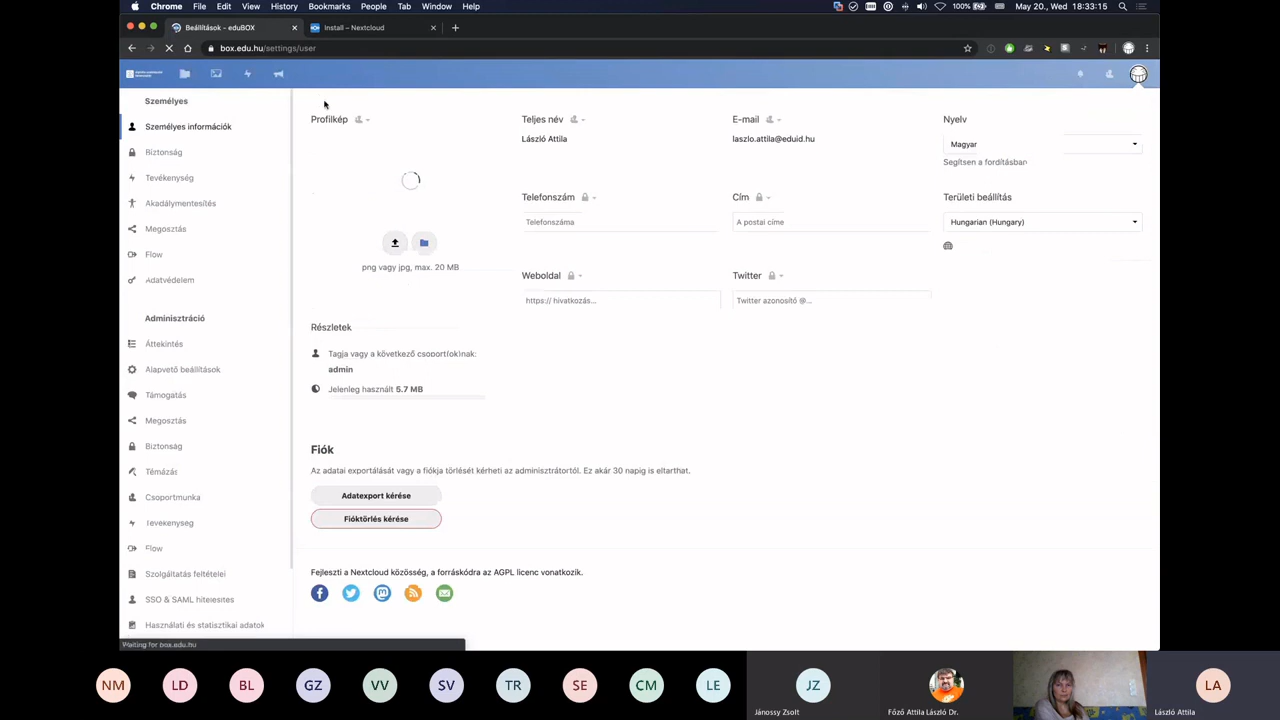 Chrome File Edit View History Bookmarks People Tab Window Help 100% May 20., Wed 18:33:15
Beállítások - eduBOX Install – Nextcloud
box.edu.hu/settings/user
Személyes
Személyes információk
Biztonság
Tevékenység
Akadálymentesítés
Megosztás
Flow
Adatvédelem
Adminisztráció
Áttekintés
Alapvető beállítások
Támogatás
Megosztás
Biztonság
Témázás
Csoportmunka
Tevékenység
Flow
Szolgáltatás feltételei
SSO & SAML hitelesítés
Használati és statisztikai adatok
Waiting for box.edu.hu
Profilkép
png vagy jpg, max. 20 MB
Teljes név
László Attila
E-mail
laszlo.attila@eduid.hu
Nyelv
Magyar
Segítsen a fordításban
Telefonszám
Telefonszáma
Cím
A postai címe
Területi beállítás
Hungarian (Hungary)
Weboldal
https:// hivatkozás...
Twitter
Twitter azonosító @...
Részletek
Tagja vagy a következő csoport(ok)nak:
admin
Jelenleg használt 5.7 MB
Fiók
Az adatai exportálását vagy a fiókja törlését kérheti az adminisztrátortól. Ez akár 30 napig is eltarthat.
Adatexport kérése
Fióktörlés kérése
Fejleszti a Nextcloud közösség, a forráskódra az AGPL licenc vonatkozik.
NM LD BL GZ VV SV TR SE CM LE JZ LA
Jánossy Zsolt Főző Attila László Dr. László Attila